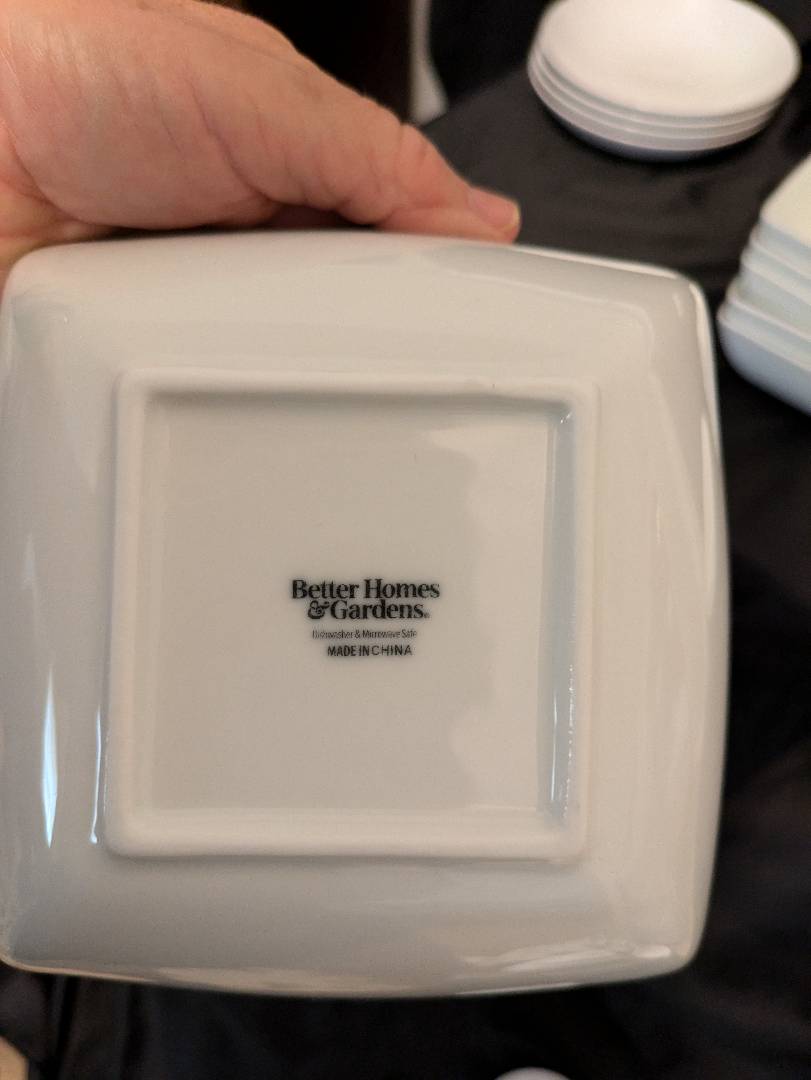 Better Homes
& Gardens®
Dishwasher & Microwave Safe
MADE IN CHINA